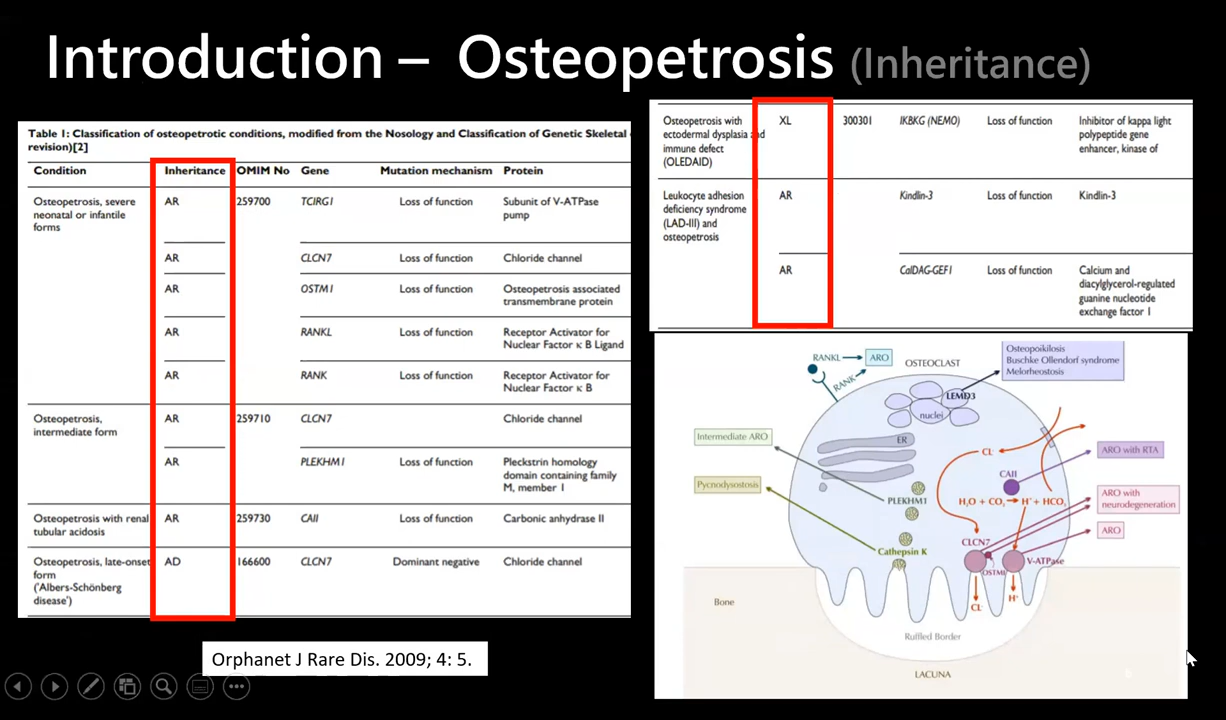 Introduction – Osteopetrosis (Inheritance)
Table 1: Classification of osteopetrotic conditions, modified from the Nosology and Classification of Genetic Skeletal
revision)[2]
Condition Inheritance OMIM No Gene Mutation mechanism Protein
Osteopetrosis, severe AR 259700 TCIRG1 Loss of function Subunit of V-ATPase
neonatal or infantile pump
forms
AR CLCN7 Loss of function Chloride channel
AR OSTM1 Loss of function Osteopetrosis associated
transmembrane protein
AR RANKL Loss of function Receptor Activator for
Nuclear Factor κ B Ligand
AR RANK Loss of function Receptor Activator for
Nuclear Factor κ B
Osteopetrosis, AR 259710 CLCN7 Chloride channel
intermediate form
AR PLEKHM1 Loss of function Pleckstrin homology
domain containing family
M, member 1
Osteopetrosis with renal AR 259730 CAII Loss of function Carbonic anhydrase II
tubular acidosis
Osteopetrosis, late-onset AD 166600 CLCN7 Dominant negative Chloride channel
form
('Albers-Schönberg
disease')
Orphanet J Rare Dis. 2009; 4: 5.
Osteopetrosis with XL 300301 IKBKG (NEMO) Loss of function Inhibitor of kappa light
ectodermal dysplasia and polypeptide gene
immune defect enhancer, kinase of
(OLEDAID)
Leukocyte adhesion AR Kindlin-3 Loss of function Kindlin-3
deficiency syndrome
(LAD-III) and
osteopetrosis
AR CalDAG-GEF1 Loss of function Calcium and
diacylglycerol-regulated
guanine nucleotide
exchange factor 1
RANKL ARO
RANK
OSTEOCLAST
Osteopoikilosis
Buschke Ollendorf syndrome
Melorheostosis
LEMD3
nuclei
ER
Intermediate ARO
Pycnodysostosis
PLEKHM1
Cathepsin K
CL-
CAII
H2O + CO2 → H+ + HCO3
ARO with RTA
ARO with
neurodegeneration
ARO
CLCN7
OSTM1
V-ATPase
CL-
H+
Bone
Ruffled Border
LACUNA